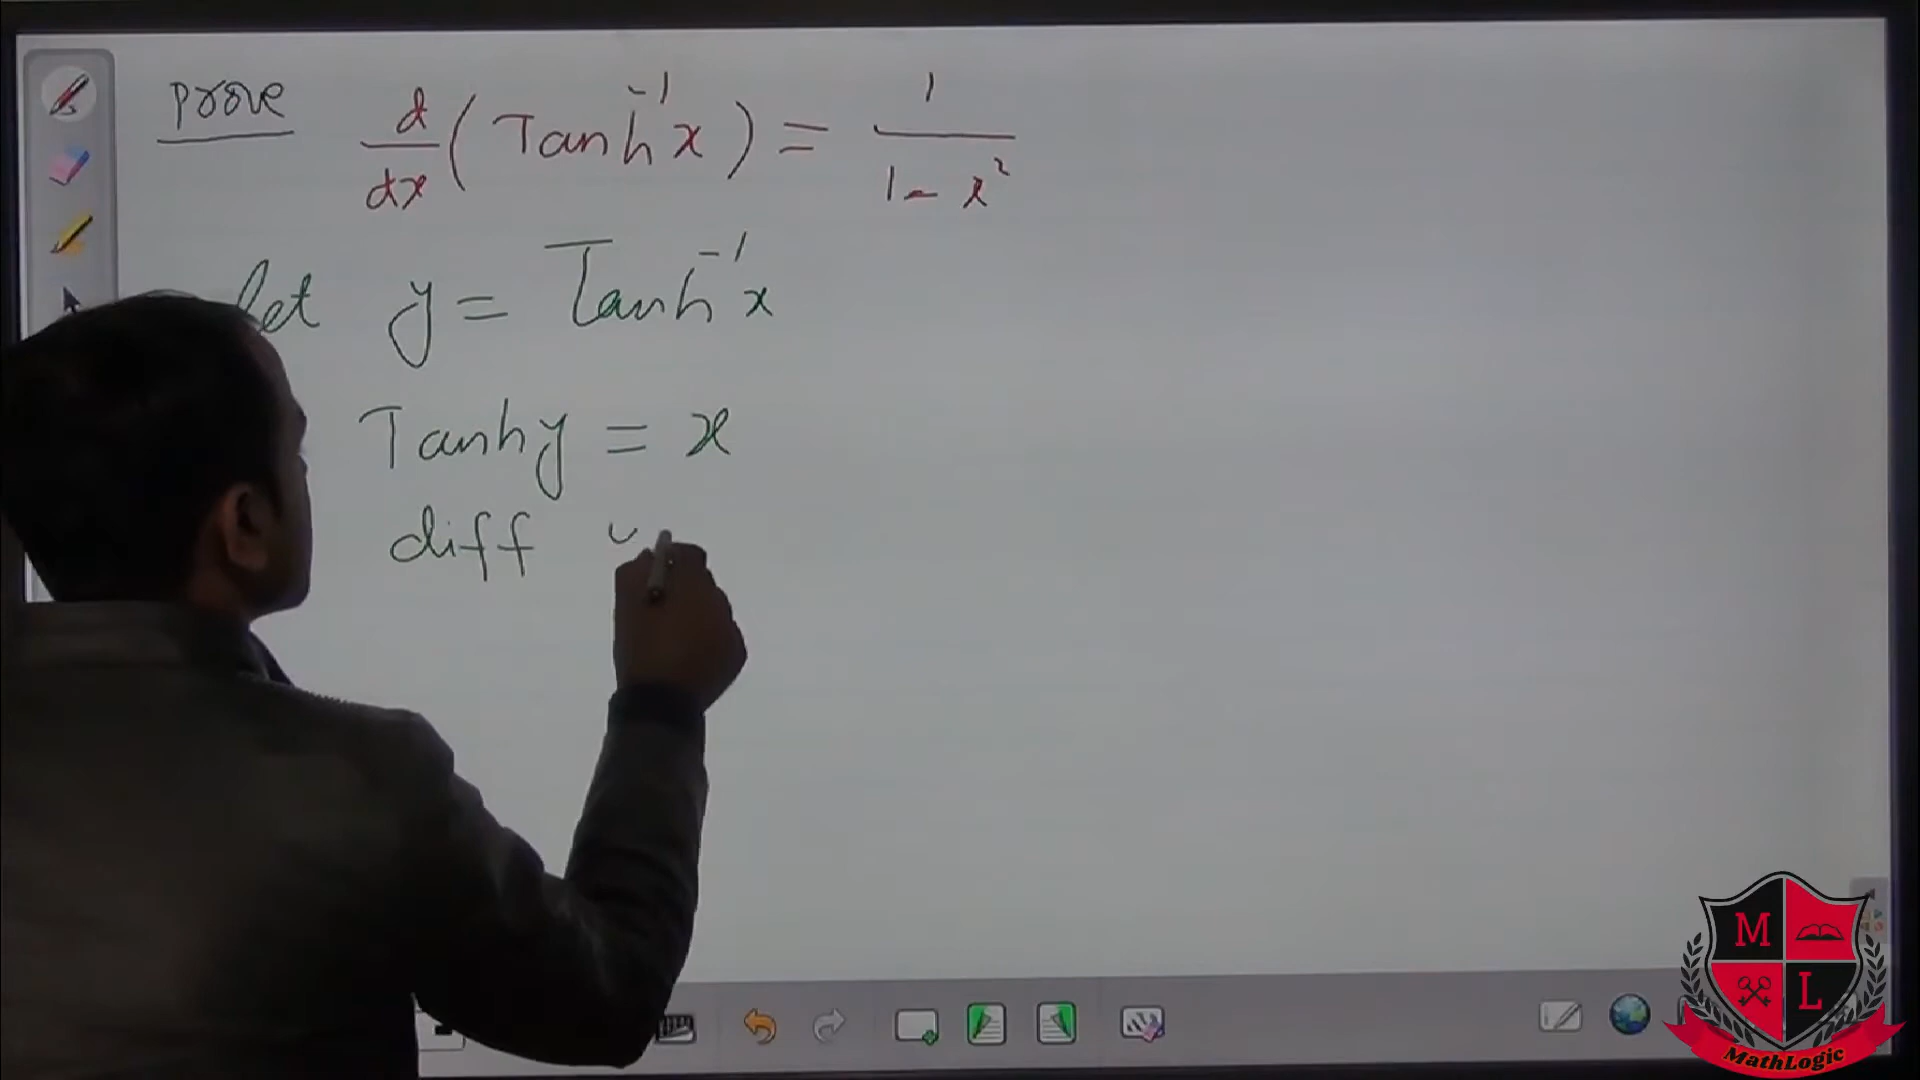 Prove d/dx (Tanh⁻¹x) = 1/(1-x²)
let y = Tanh⁻¹x
Tanhy = x
diff
M
L
MathLogic